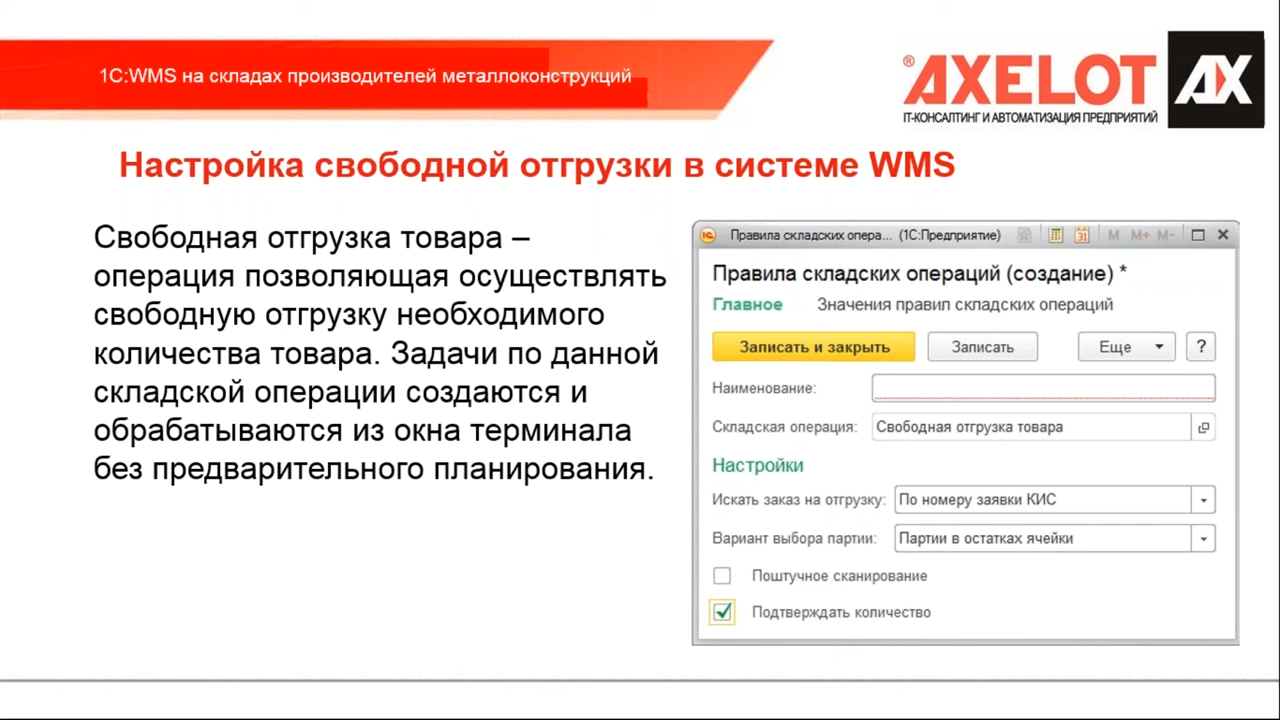 1С:WMS на складах производителей металлоконструкций
® AXELOT AX
IT-КОНСАЛТИНГ И АВТОМАТИЗАЦИЯ ПРЕДПРИЯТИЙ
Настройка свободной отгрузки в системе WMS
Свободная отгрузка товара –
операция позволяющая осуществлять
свободную отгрузку необходимого
количества товара. Задачи по данной
складской операции создаются и
обрабатываются из окна терминала
без предварительного планирования.
Правила складских опера... (1С:Предприятие) 31 M M+ M-
Правила складских операций (создание) *
Главное Значения правил складских операций
Записать и закрыть Записать Еще ?
Наименование:
Складская операция: Свободная отгрузка товара
Настройки
Искать заказ на отгрузку: По номеру заявки КИС
Вариант выбора партии: Партии в остатках ячейки
Поштучное сканирование
Подтверждать количество